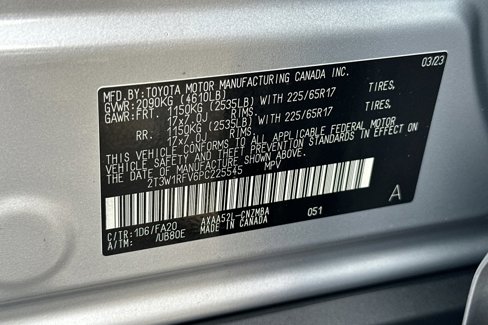 MFD. BY: TOYOTA MOTOR MANUFACTURING CANADA INC. 03/23
GVWR: 2090KG (4610LB)
GAWR: FRT. 1150KG (2535LB) WITH 225/65R17 TIRES,
17X7.0J RIMS
RR. 1150KG (2535LB) WITH 225/65R17 TIRES,
17X7.0J RIMS
THIS VEHICLE CONFORMS TO ALL APPLICABLE FEDERAL MOTOR
VEHICLE SAFETY AND BUMPER PREVENTION STANDARDS IN EFFECT ON
THE DATE OF MANUFACTURE SHOWN ABOVE.
2T3W1RFV6PC225545 MPV
C/TR: 1D6/FA20 AXAA52L-CNZMBA 051 A
A/TM: /UB80E MADE IN CANADA